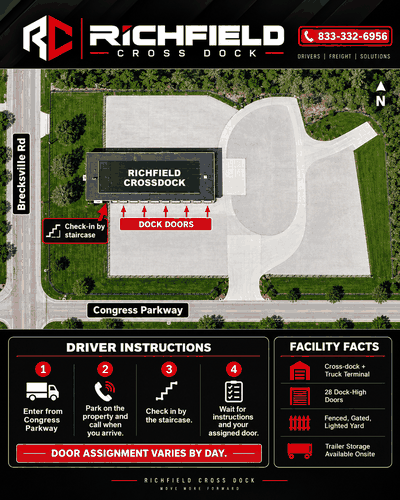 RC
RICHFIELD
CROSS DOCK
833-332-6956
DRIVERS | FREIGHT | SOLUTIONS
N
Brecksville Rd
RICHFIELD
CROSSDOCK
Check-in by
staircase
DOCK DOORS
Congress Parkway
DRIVER INSTRUCTIONS
1
Enter from
Congress
Parkway
2
Park on the
property and
call when
you arrive.
3
Check in by
the staircase.
4
Wait for
instructions
and your
assigned door.
DOOR ASSIGNMENT VARIES BY DAY.
FACILITY FACTS
Cross-dock +
Truck Terminal
28 Dock-High
Doors
Fenced, Gated,
Lighted Yard
Trailer Storage
Available Onsite
RICHFIELD CROSS DOCK
MOVE MORE FORWARD